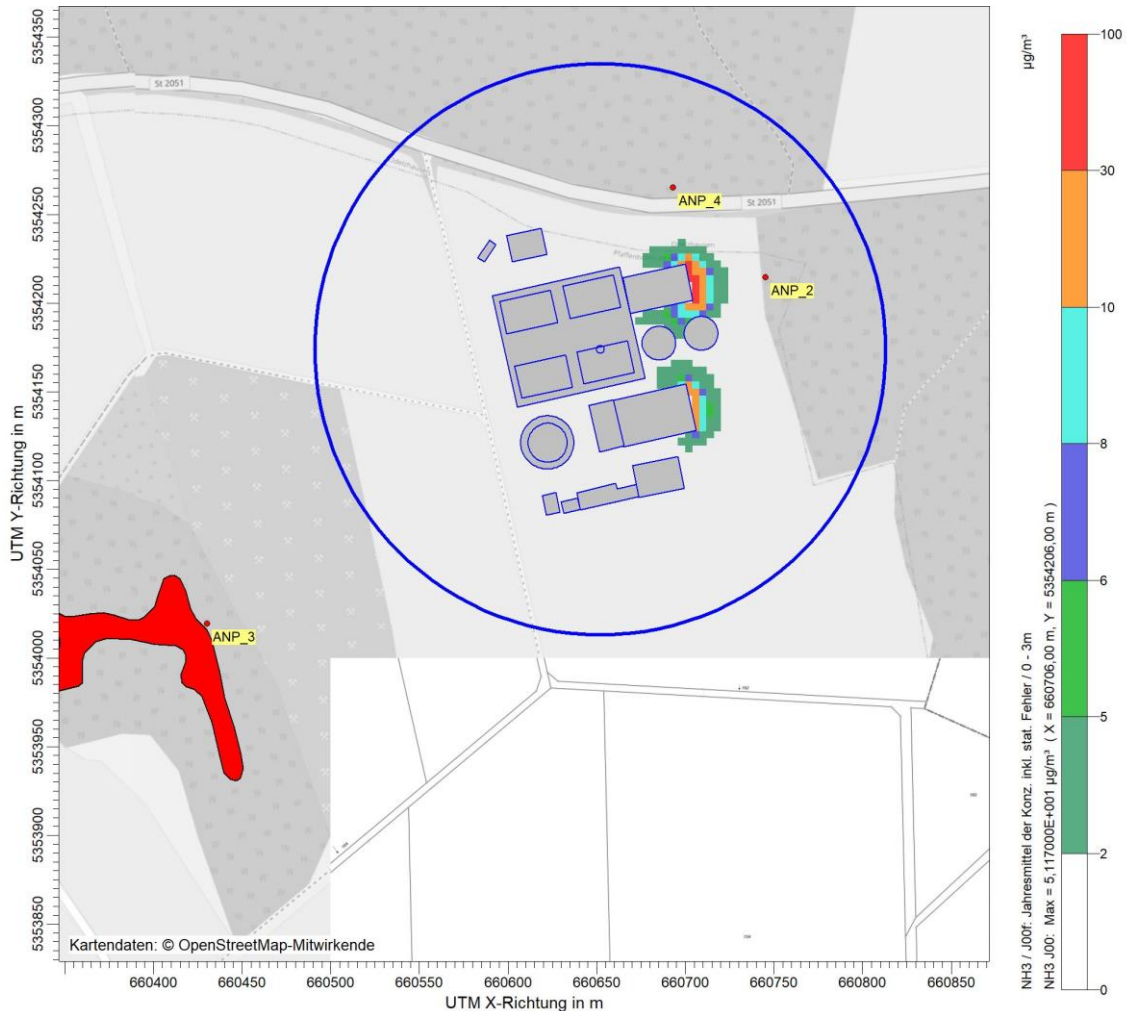 5354350
5354300
5354250
5354200
5354150
5354100
5354050
5354000
5353950
5353900
5353850
UTM Y-Richtung in m
St 2051
ANP_4
St 2051
ANP_2
ANP_3
Kartendaten: © OpenStreetMap-Mitwirkende
660400
660450
660500
660550
660600
660650
660700
660750
660800
660850
UTM X-Richtung in m
µg/m³
100
30
10
8
6
5
2
0
NH3 / J00f: Jahresmittel der Konz. inkl. stat. Fehler / 0 - 3m
NH3 J00: Max = 5,117000E+001 µg/m³ ( X = 660706,00 m, Y = 5354206,00 m )